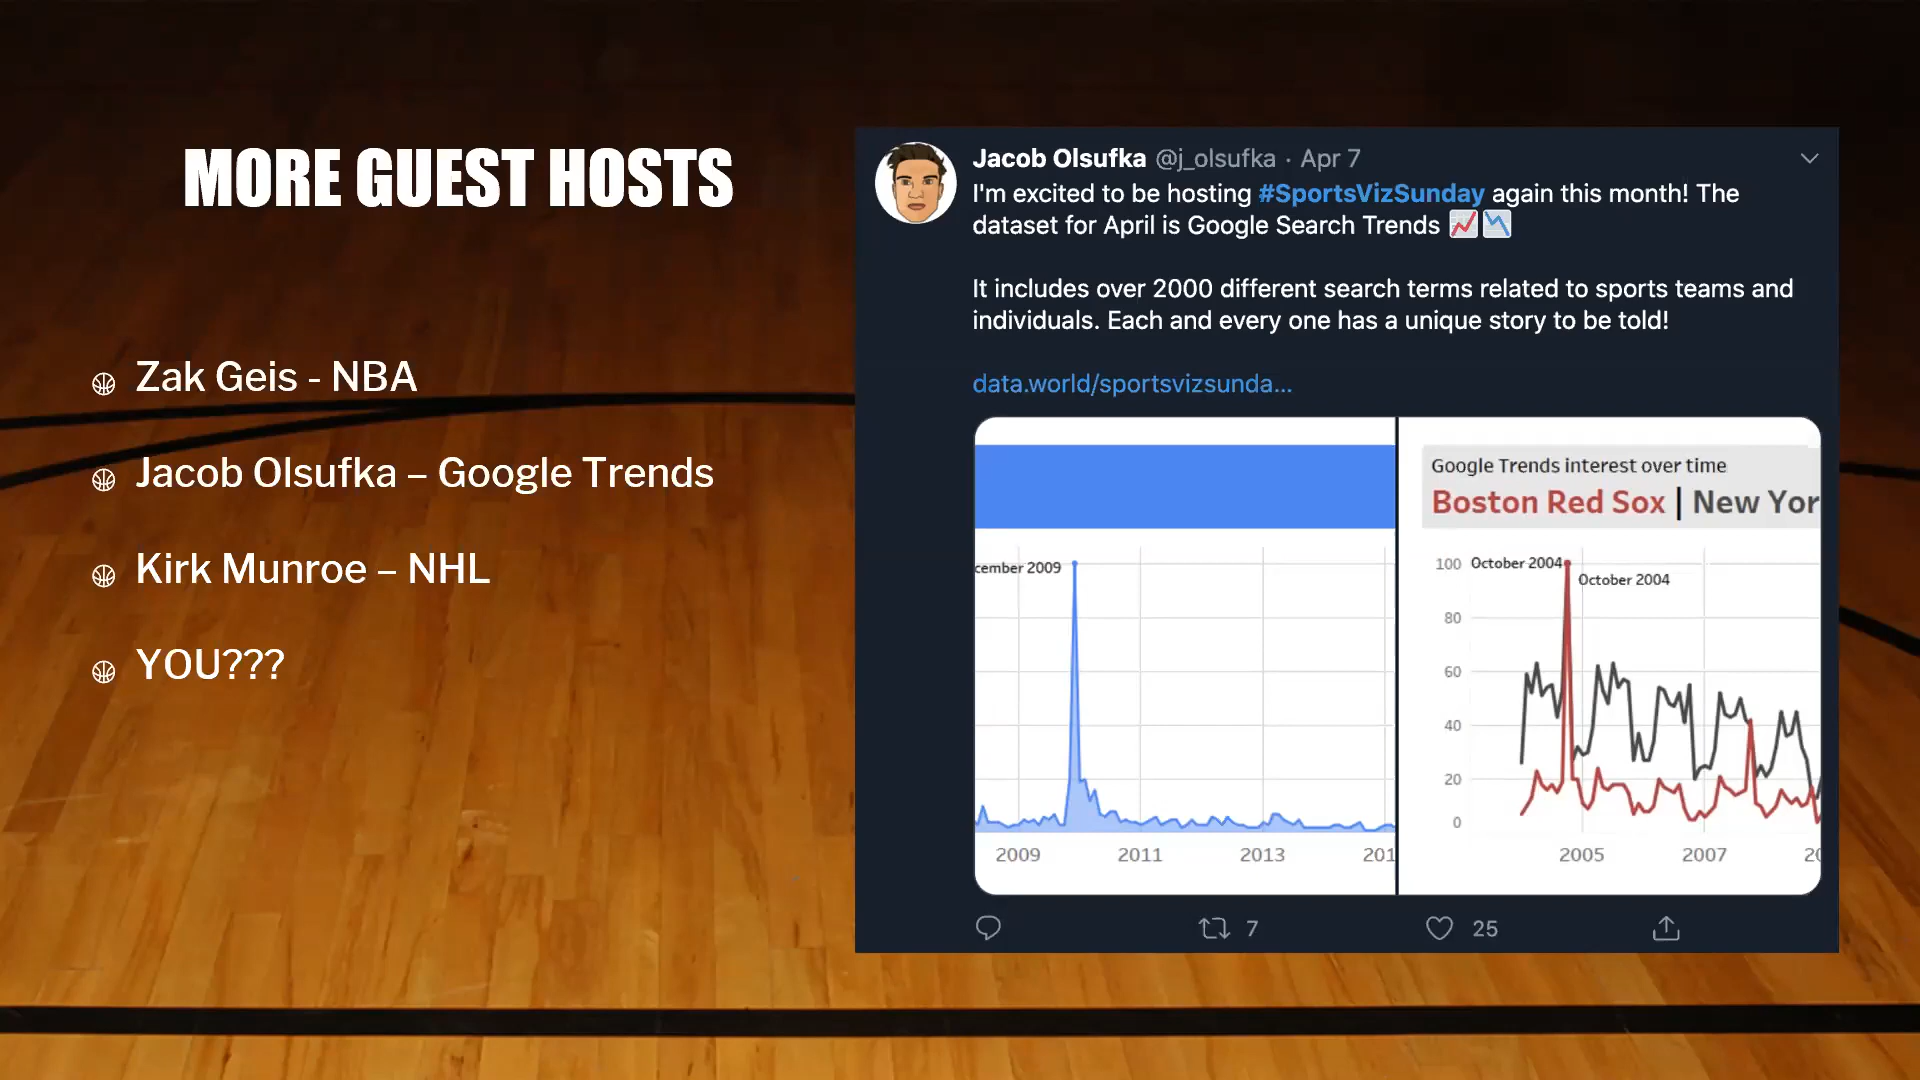 MORE GUEST HOSTS
Zak Geis - NBA
Jacob Olsufka – Google Trends
Kirk Munroe – NHL
YOU???
Jacob Olsufka @j_olsufka · Apr 7
I'm excited to be hosting #SportsVizSunday again this month! The
dataset for April is Google Search Trends 📈📉
It includes over 2000 different search terms related to sports teams and
individuals. Each and every one has a unique story to be told!
data.world/sportsvizsunda...
cember 2009
2009 2011 2013 201
Google Trends interest over time
Boston Red Sox | New Yor
100 October 2004
October 2004
80
60
40
20
0
2005 2007 20
7 25